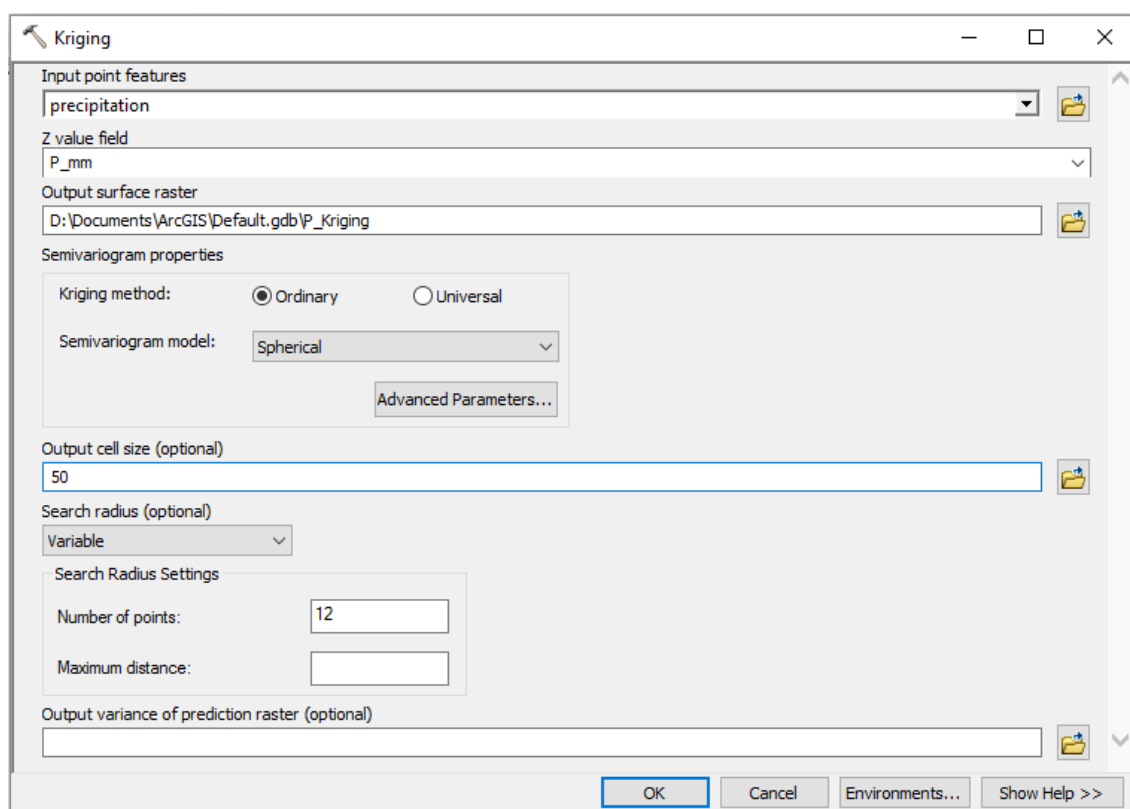 Kriging
Input point features
precipitation
Z value field
P_mm
Output surface raster
D:\Documents\ArcGIS\Default.gdb\P_Kriging
Semivariogram properties
Kriging method: Ordinary Universal
Semivariogram model: Spherical
Advanced Parameters...
Output cell size (optional)
50
Search radius (optional)
Variable
Search Radius Settings
Number of points: 12
Maximum distance:
Output variance of prediction raster (optional)
OK Cancel Environments... Show Help >>